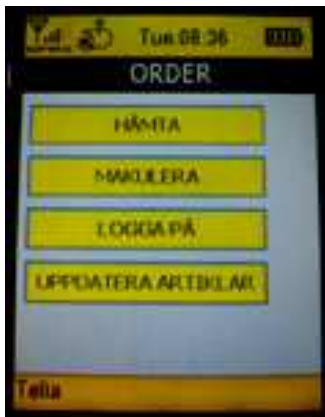 Tue 08:36
ORDER
HÄMTA
MAKULERA
LOGGA PÅ
UPPDATERA ARTIKLAR
Telia